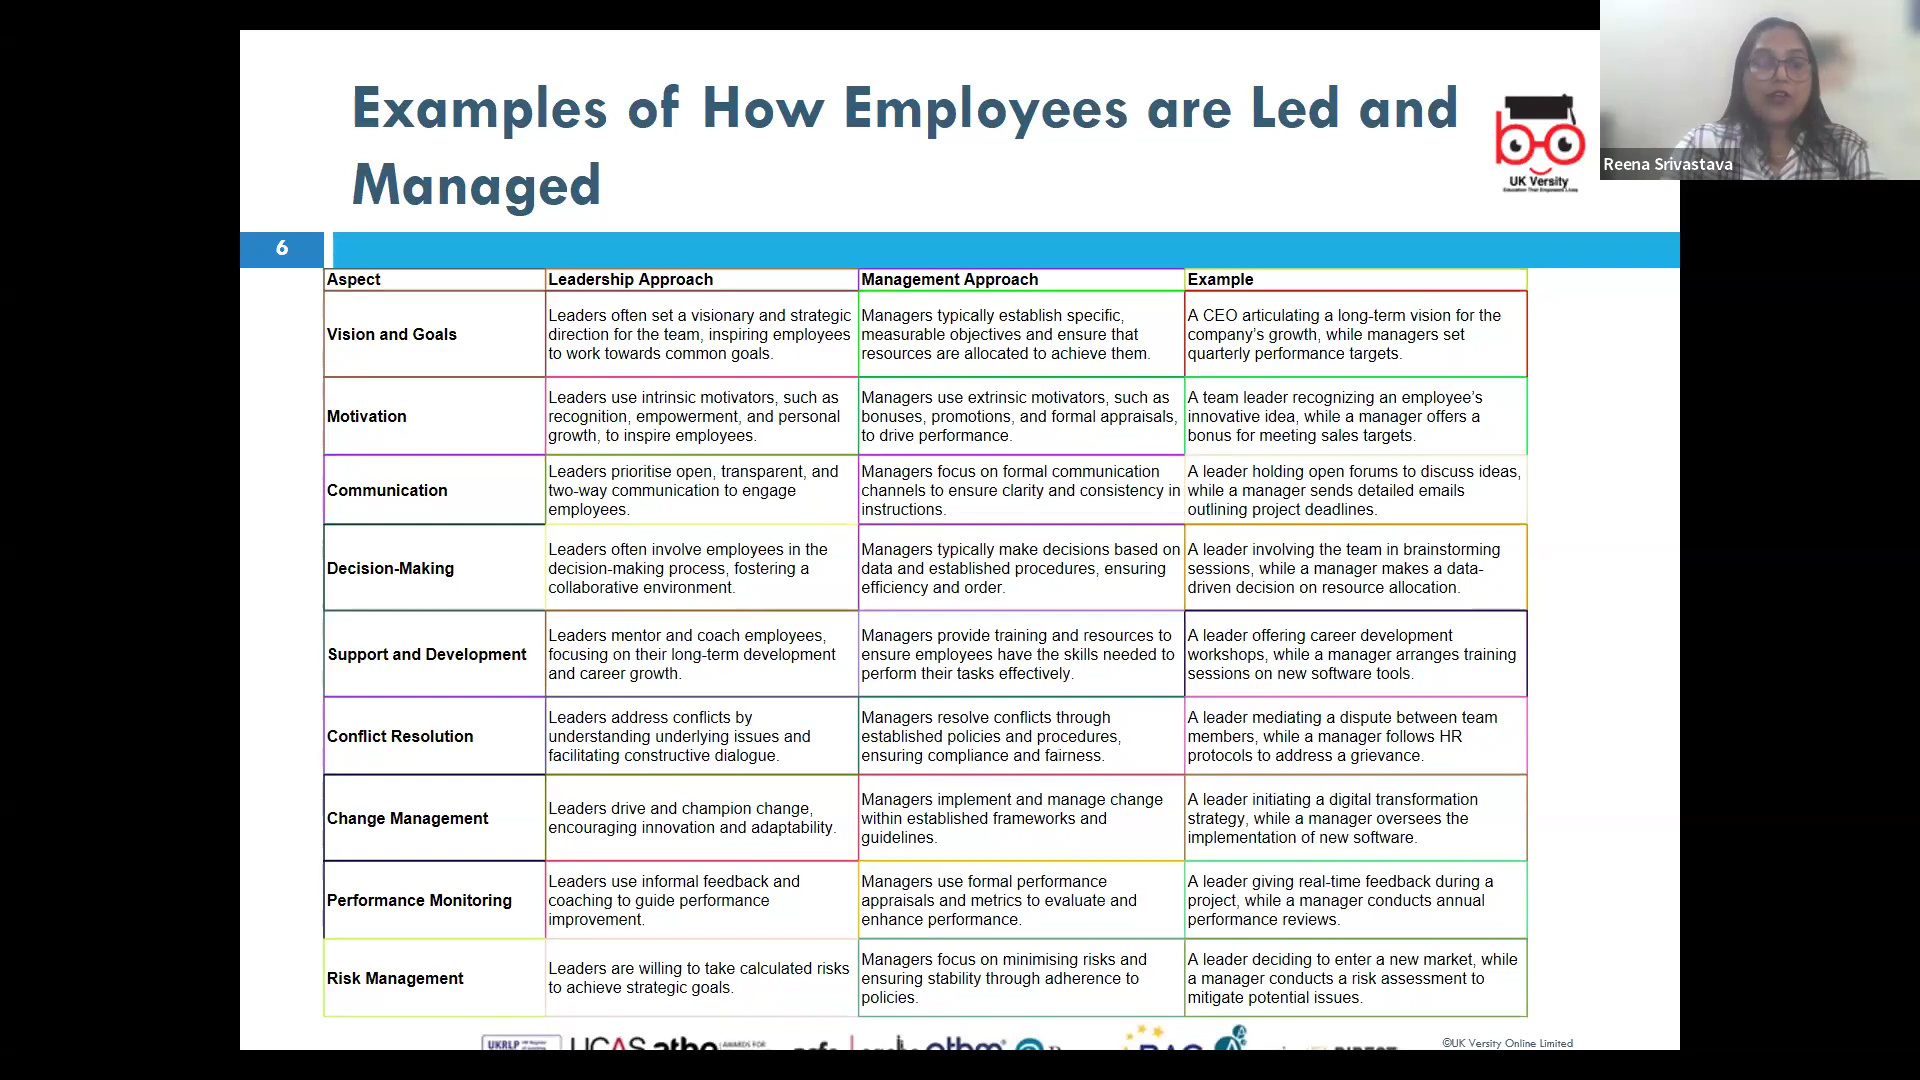 Examples of How Employees are Led and
Managed
UK Versity
Reena Srivastava
6
Aspect
Leadership Approach
Management Approach
Example
Vision and Goals
Leaders often set a visionary and strategic
direction for the team, inspiring employees
to work towards common goals.
Managers typically establish specific,
measurable objectives and ensure that
resources are allocated to achieve them.
A CEO articulating a long-term vision for the
company's growth, while managers set
quarterly performance targets.
Motivation
Leaders use intrinsic motivators, such as
recognition, empowerment, and personal
growth, to inspire employees.
Managers use extrinsic motivators, such as
bonuses, promotions, and formal appraisals,
to drive performance.
A team leader recognizing an employee's
innovative idea, while a manager offers a
bonus for meeting sales targets.
Communication
Leaders prioritise open, transparent, and
two-way communication to engage
employees.
Managers focus on formal communication
channels to ensure clarity and consistency in
instructions.
A leader holding open forums to discuss ideas,
while a manager sends detailed emails
outlining project deadlines.
Decision-Making
Leaders often involve employees in the
decision-making process, fostering a
collaborative environment.
Managers typically make decisions based on
data and established procedures, ensuring
efficiency and order.
A leader involving the team in brainstorming
sessions, while a manager makes a data-
driven decision on resource allocation.
Support and Development
Leaders mentor and coach employees,
focusing on their long-term development
and career growth.
Managers provide training and resources to
ensure employees have the skills needed to
perform their tasks effectively.
A leader offering career development
workshops, while a manager arranges training
sessions on new software tools.
Conflict Resolution
Leaders address conflicts by
understanding underlying issues and
facilitating constructive dialogue.
Managers resolve conflicts through
established policies and procedures,
ensuring compliance and fairness.
A leader mediating a dispute between team
members, while a manager follows HR
protocols to address a grievance.
Change Management
Leaders drive and champion change,
encouraging innovation and adaptability.
Managers implement and manage change
within established frameworks and
guidelines.
A leader initiating a digital transformation
strategy, while a manager oversees the
implementation of new software.
Performance Monitoring
Leaders use informal feedback and
coaching to guide performance
improvement.
Managers use formal performance
appraisals and metrics to evaluate and
enhance performance.
A leader giving real-time feedback during a
project, while a manager conducts annual
performance reviews.
Risk Management
Leaders are willing to take calculated risks
to achieve strategic goals.
Managers focus on minimising risks and
ensuring stability through adherence to
policies.
A leader deciding to enter a new market, while
a manager conducts a risk assessment to
mitigate potential issues.
UKRLP
UCAS
AWARDS FOR
©UK Versity Online Limited